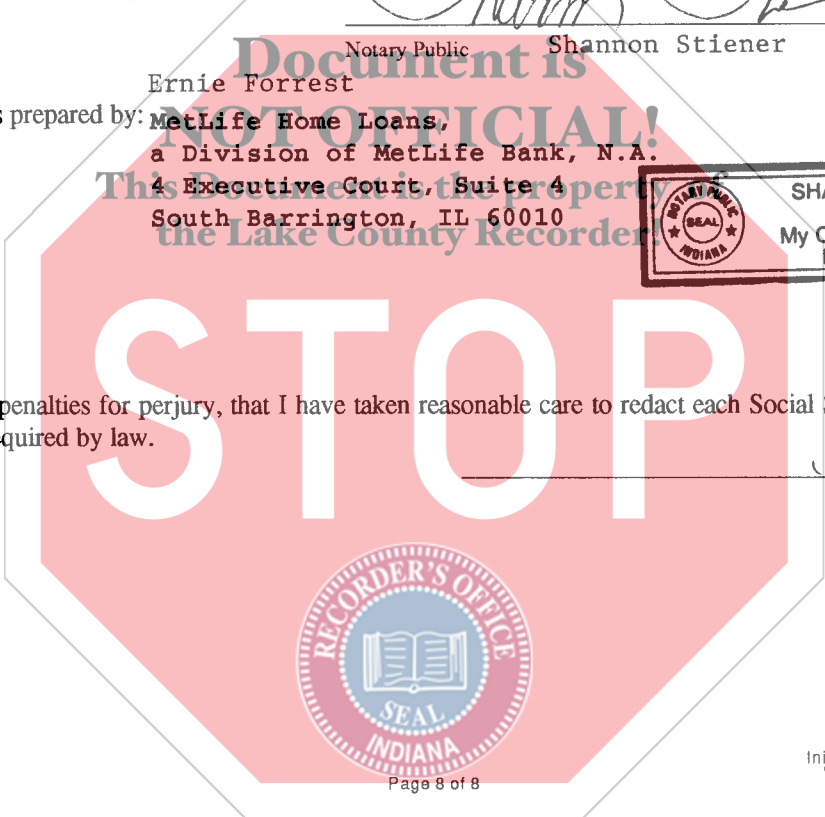 Notary Public Shannon Stiener
Document is
Ernie Forrest
prepared by: MetLife Home Loans,
NOT OFFICIAL!
a Division of MetLife Bank, N.A.
This Document is the property of
4 Executive Court, Suite 4
South Barrington, IL 60010
the Lake County Recorder!
NOTARY PUBLIC
SEAL
INDIANA
SHA
My C
STOP
penalties for perjury, that I have taken reasonable care to redact each Social
quired by law.
RECORDER'S OFFICE
SEAL
INDIANA
Ini
Page 8 of 8